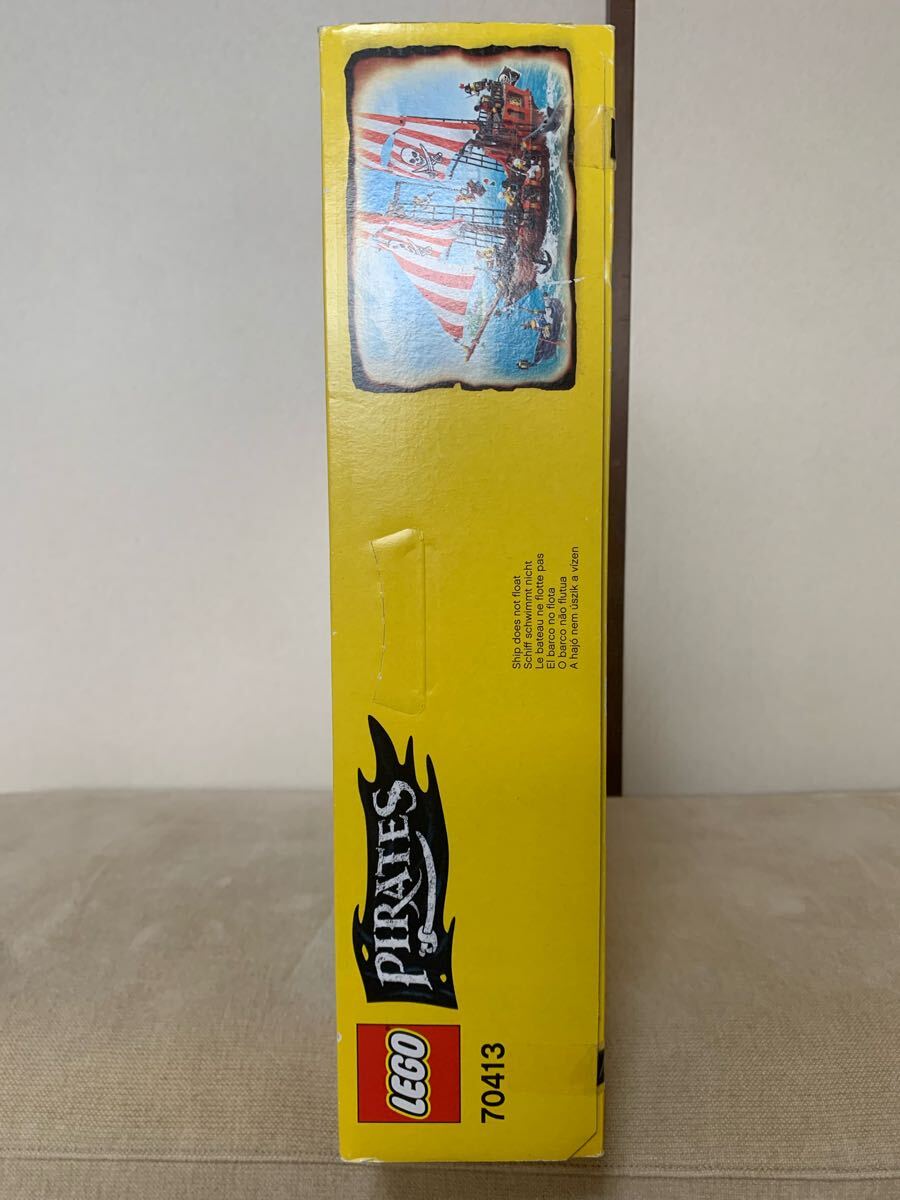 LEGO
PIRATES
70413
Ship does not float
Schiff schwimmt nicht
Le bateau ne flotte pas
El barco no flota
O barco não flutua
A hajó nem úszik a vízen